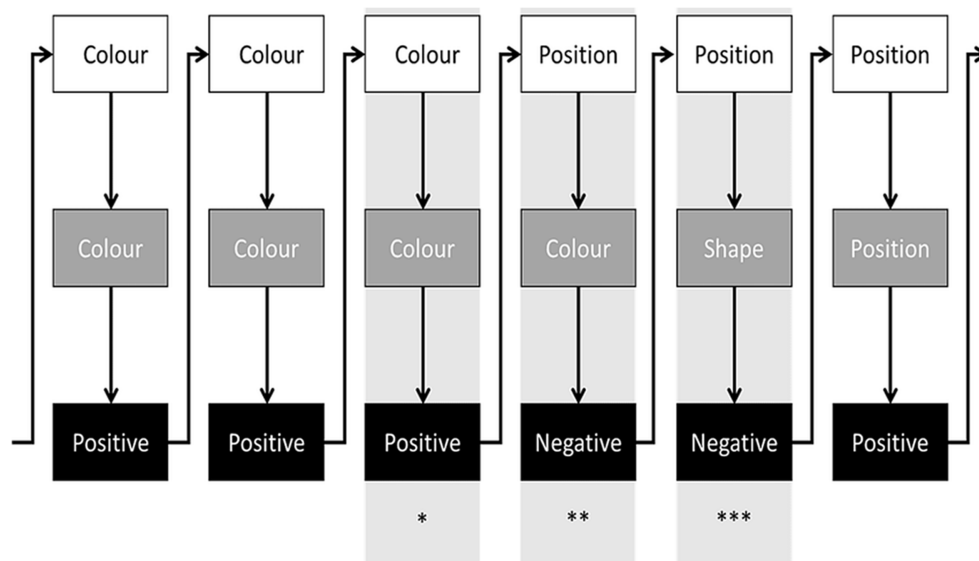 Colour
Colour
Colour
Position
Position
Position
Colour
Colour
Colour
Colour
Shape
Position
Positive
Positive
Positive
Negative
Negative
Positive
*
**
***